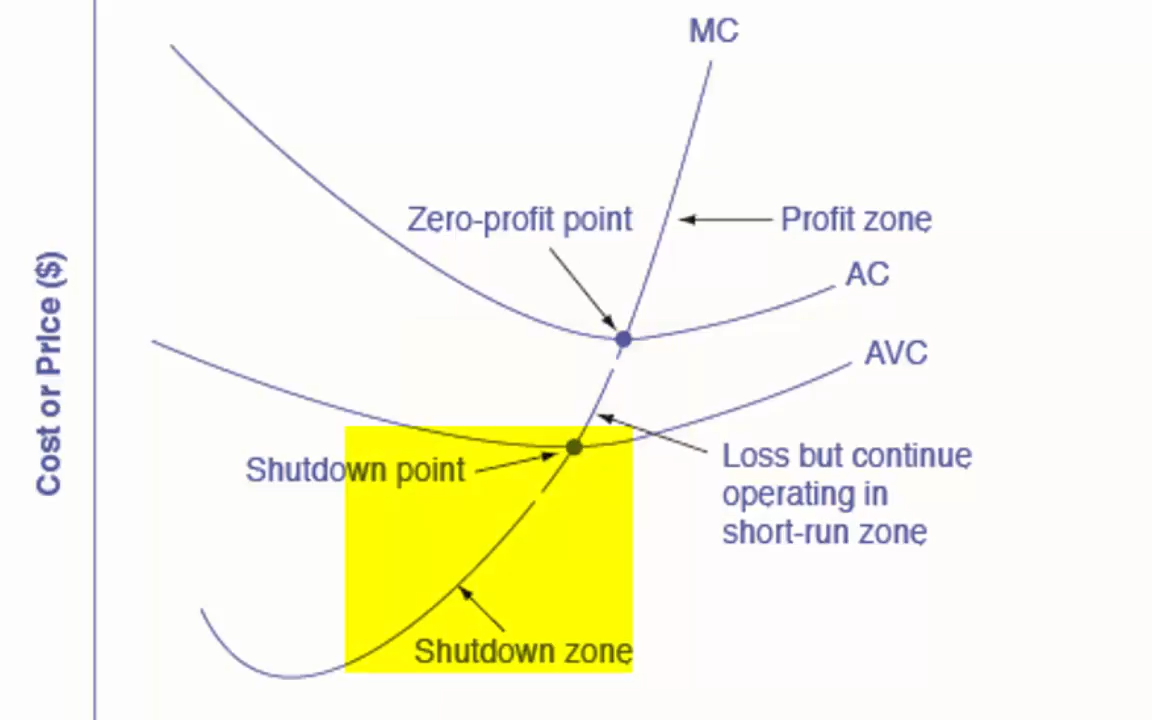 MC
Zero-profit point
Profit zone
AC
AVC
Cost or Price ($)
Shutdown point
Loss but continue
operating in
short-run zone
Shutdown zone